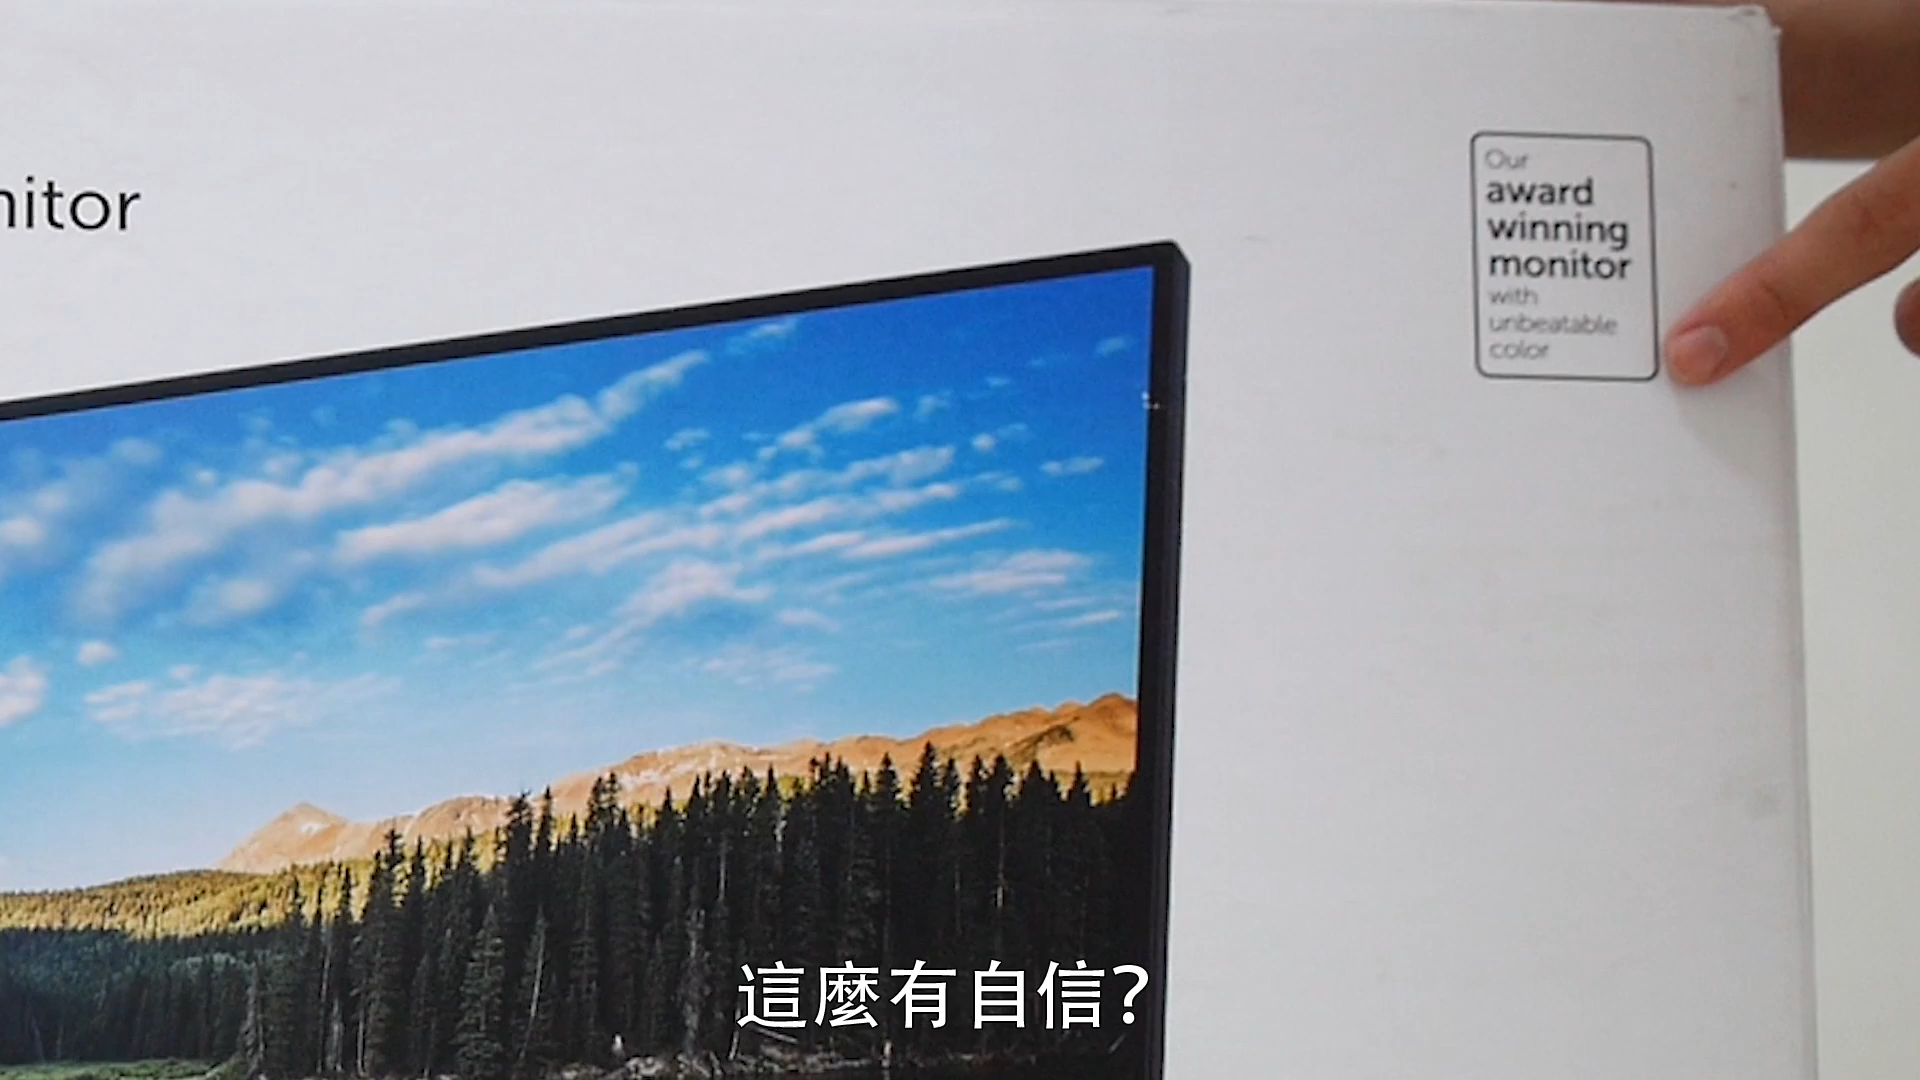 nitor
Our
award
winning
monitor
with
unbeatable
color
這麼有自信?